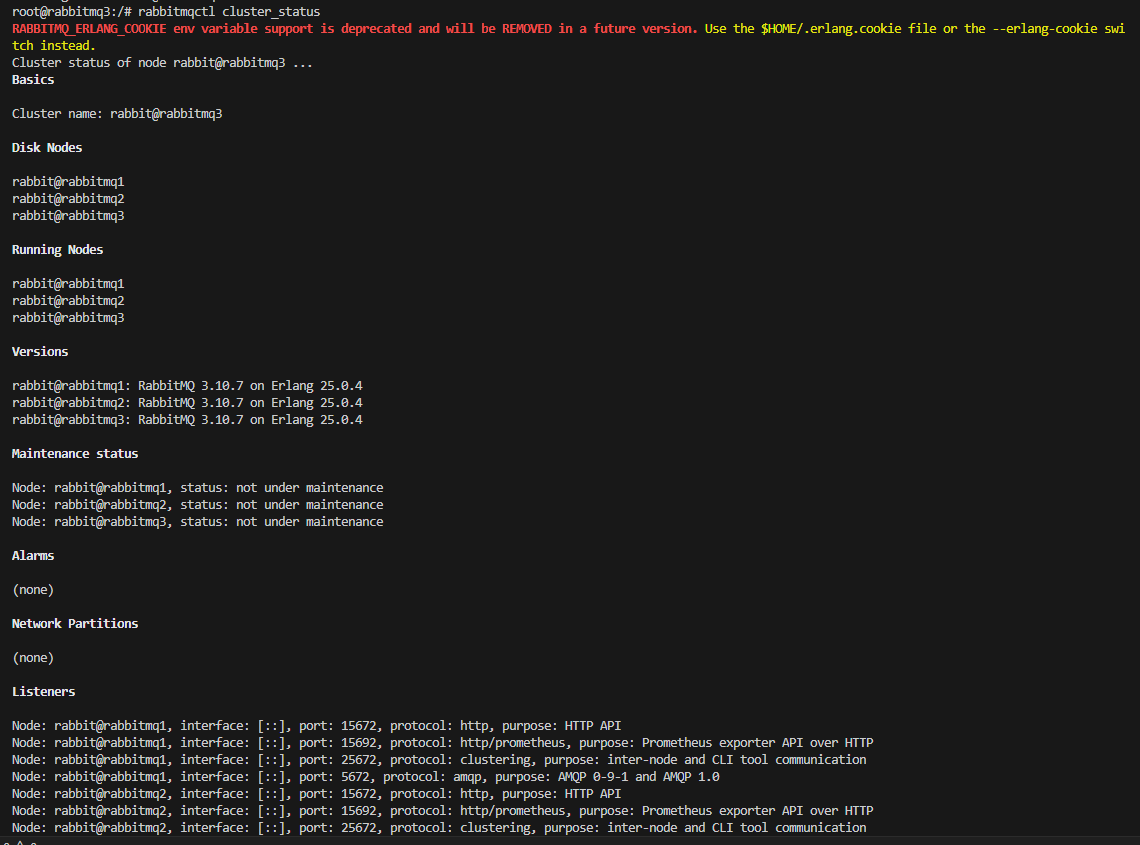 root@rabbitmq3:/# rabbitmqctl cluster_status
RABBITMQ_ERLANG_COOKIE env variable support is deprecated and will be REMOVED in a future version. Use the $HOME/.erlang.cookie file or the --erlang-cookie swi
tch instead.
Cluster status of node rabbit@rabbitmq3 ...
Basics
Cluster name: rabbit@rabbitmq3
Disk Nodes
rabbit@rabbitmq1
rabbit@rabbitmq2
rabbit@rabbitmq3
Running Nodes
rabbit@rabbitmq1
rabbit@rabbitmq2
rabbit@rabbitmq3
Versions
rabbit@rabbitmq1: RabbitMQ 3.10.7 on Erlang 25.0.4
rabbit@rabbitmq2: RabbitMQ 3.10.7 on Erlang 25.0.4
rabbit@rabbitmq3: RabbitMQ 3.10.7 on Erlang 25.0.4
Maintenance status
Node: rabbit@rabbitmq1, status: not under maintenance
Node: rabbit@rabbitmq2, status: not under maintenance
Node: rabbit@rabbitmq3, status: not under maintenance
Alarms
(none)
Network Partitions
(none)
Listeners
Node: rabbit@rabbitmq1, interface: [::], port: 15672, protocol: http, purpose: HTTP API
Node: rabbit@rabbitmq1, interface: [::], port: 15692, protocol: http/prometheus, purpose: Prometheus exporter API over HTTP
Node: rabbit@rabbitmq1, interface: [::], port: 25672, protocol: clustering, purpose: inter-node and CLI tool communication
Node: rabbit@rabbitmq1, interface: [::], port: 5672, protocol: amqp, purpose: AMQP 0-9-1 and AMQP 1.0
Node: rabbit@rabbitmq2, interface: [::], port: 15672, protocol: http, purpose: HTTP API
Node: rabbit@rabbitmq2, interface: [::], port: 15692, protocol: http/prometheus, purpose: Prometheus exporter API over HTTP
Node: rabbit@rabbitmq2, interface: [::], port: 25672, protocol: clustering, purpose: inter-node and CLI tool communication